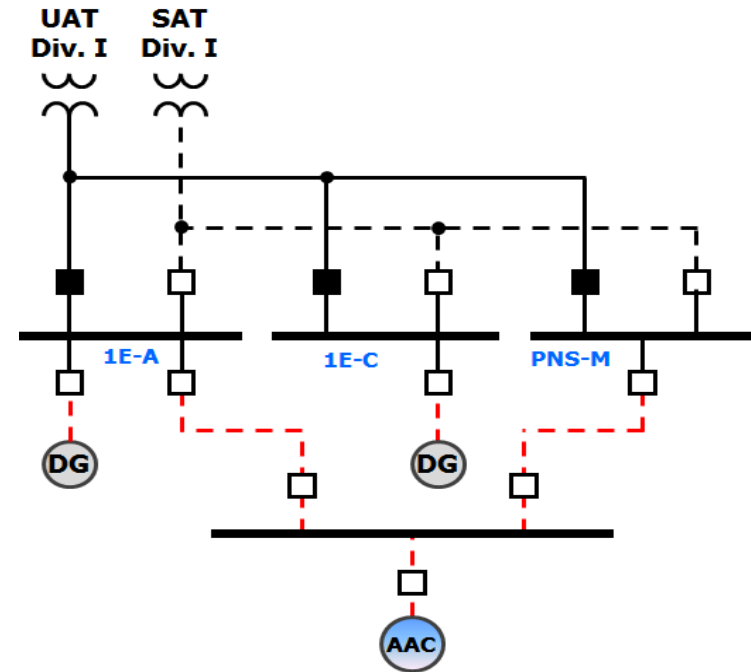 UAT
Div. I
SAT
Div. I
1E-A
1E-C
PNS-M
DG
DG
AAC